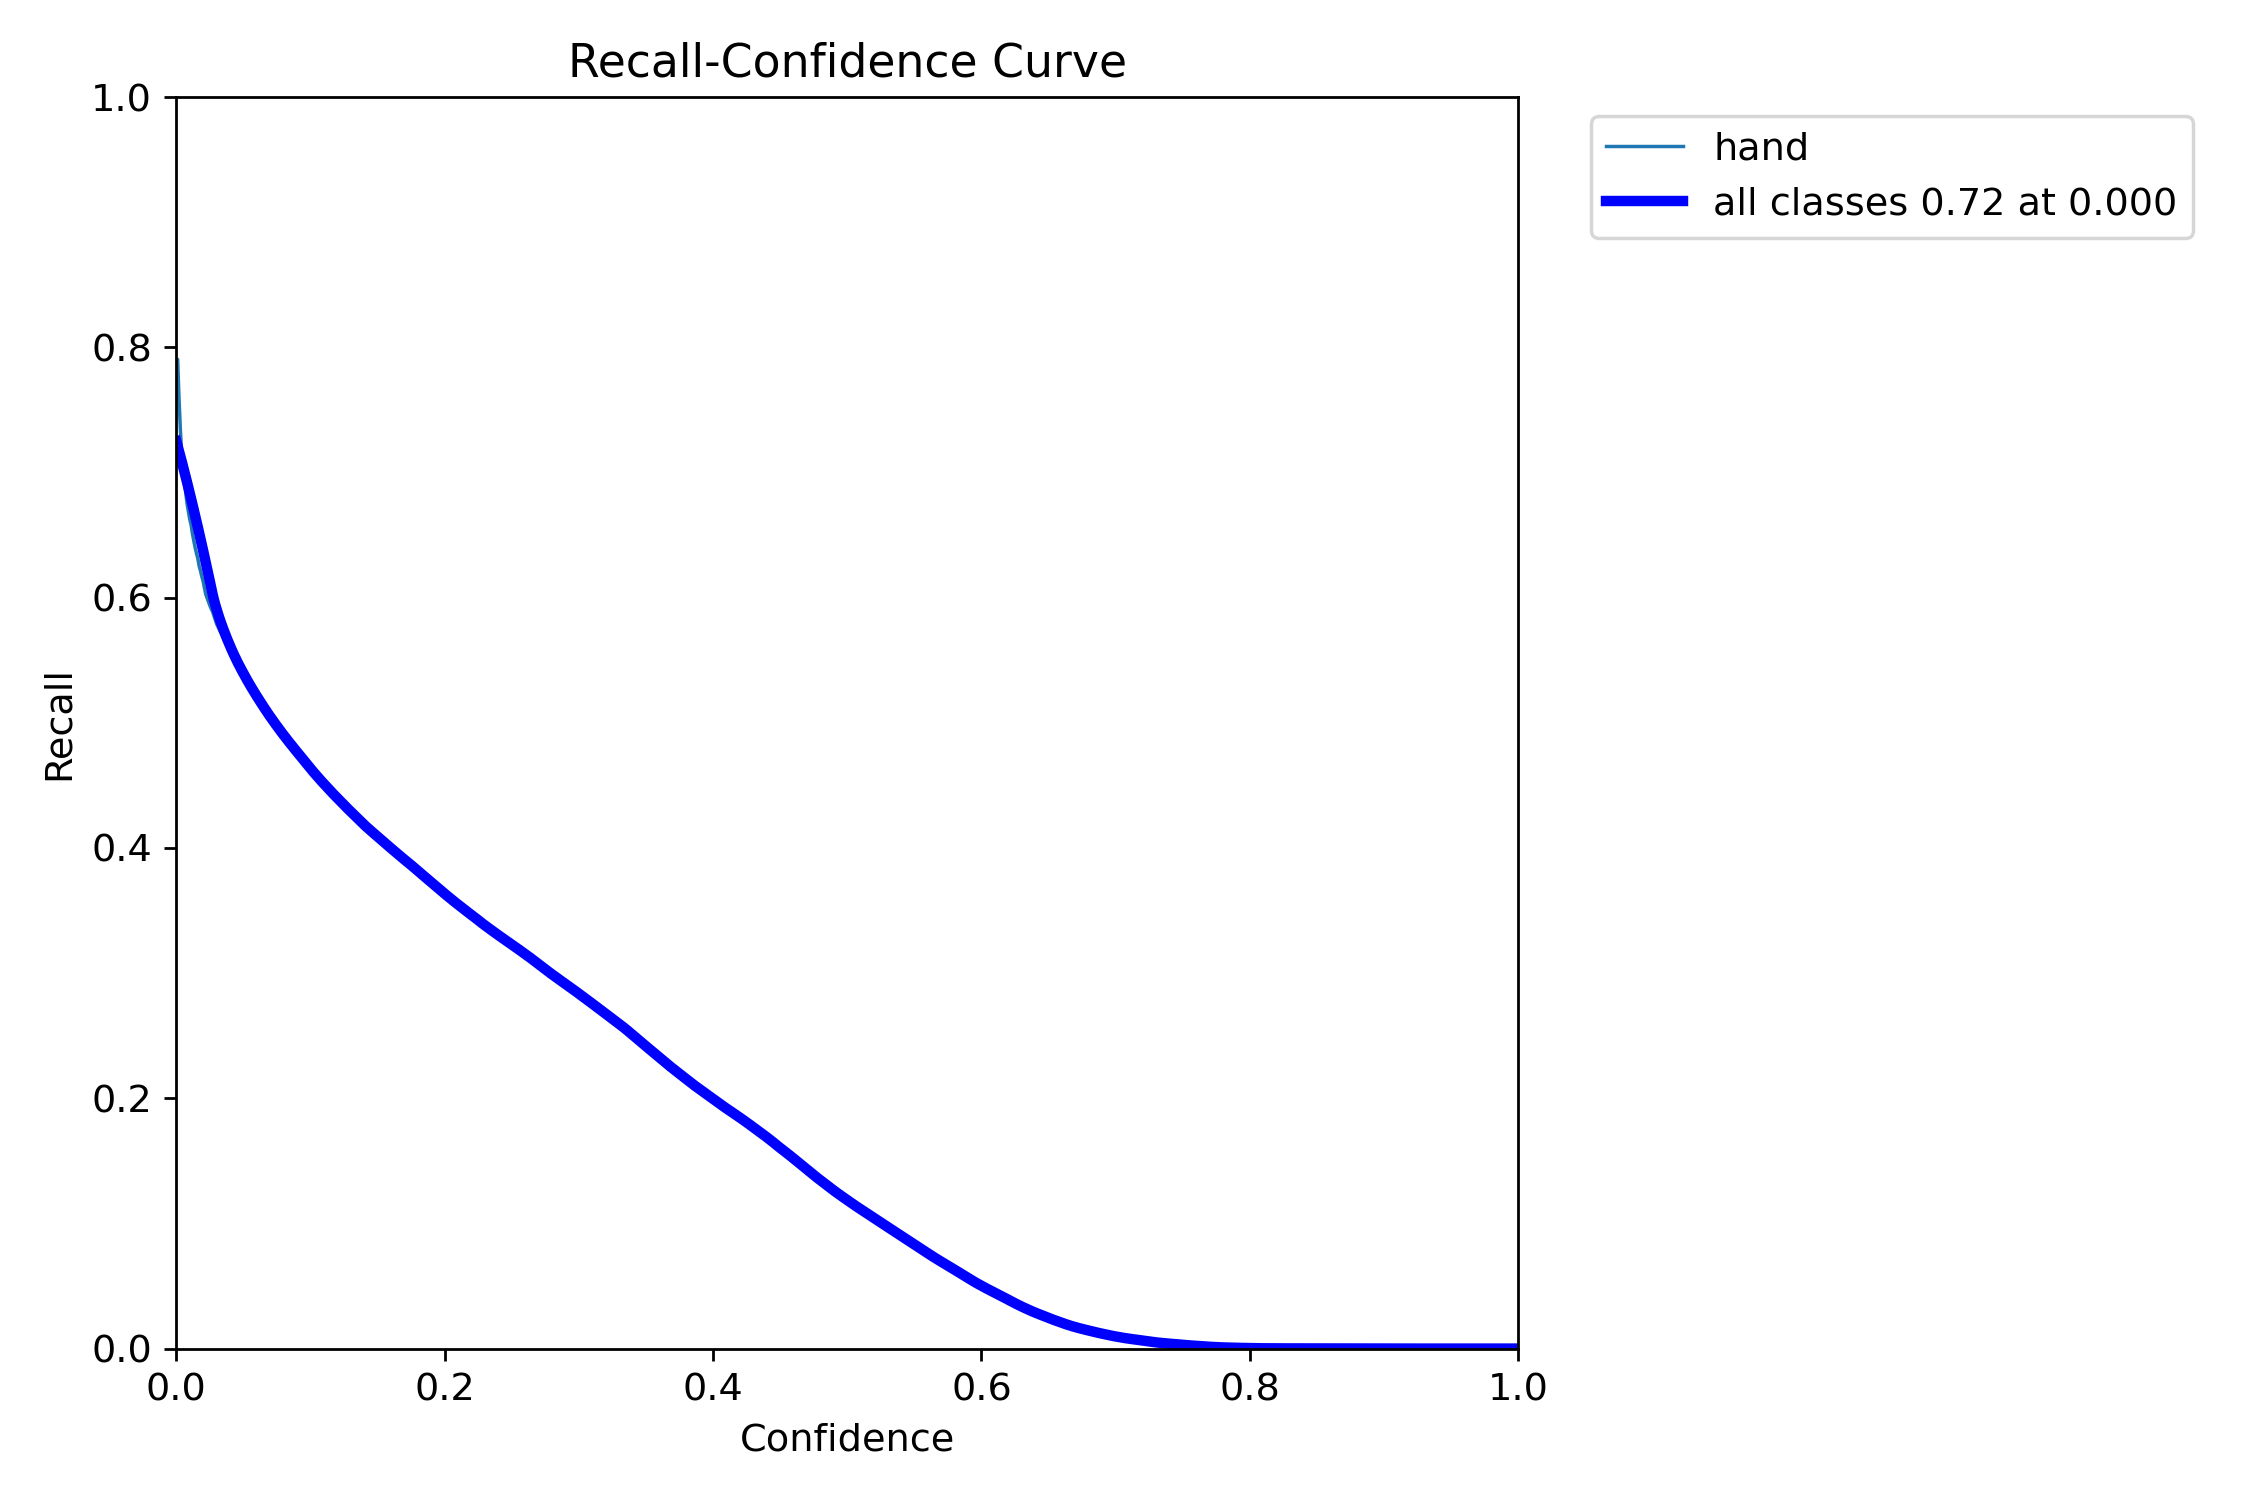 Recall-Confidence Curve
1.0
0.8
0.6
0.4
0.2
0.0
Recall
0.0 0.2 0.4 0.6 0.8 1.0
Confidence
hand
all classes 0.72 at 0.000